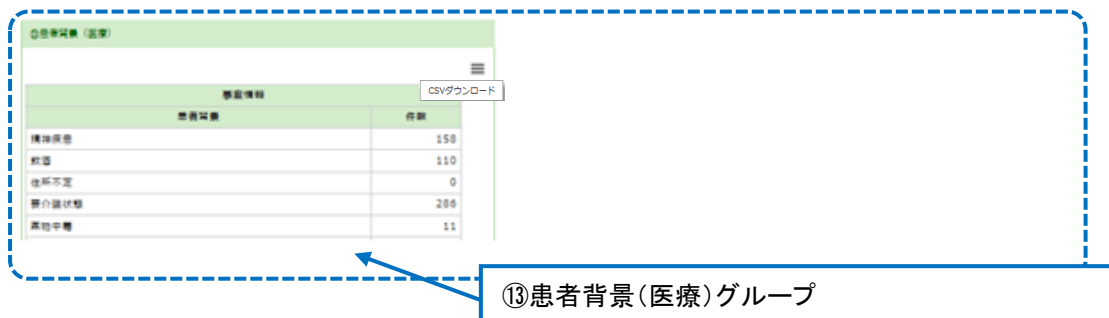 ⑬患者背景（医療）
CSVダウンロード
事案情報
患者背景 件数
精神疾患 158
飲酒 110
住所不定 0
要介護状態 286
薬物中毒 11
⑬患者背景（医療）グループ